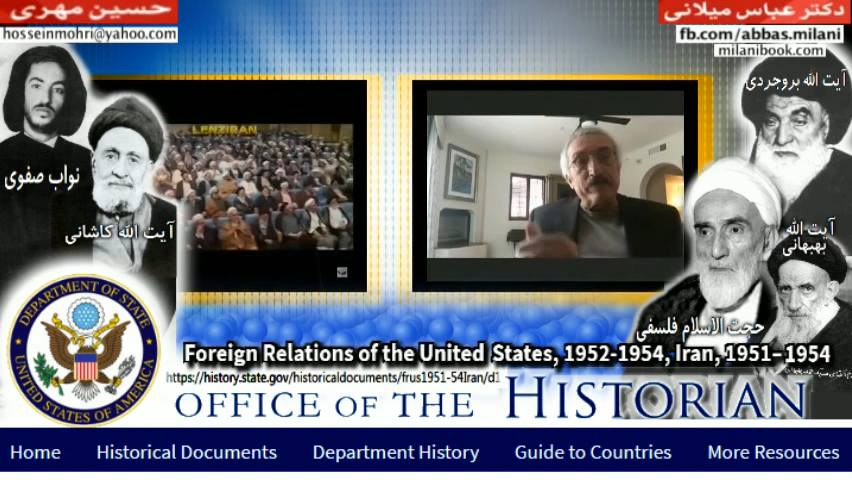 حسین مهری
hosseinmohri@yahoo.com
دکتر عباس میلانی
fb.com/abbas.milani
milanibook.com
LENZIRAN
نواب صفوی
آیت الله کاشانی
آیت الله بروجردی
آیت الله
بهبهانی
حجت الاسلام فلسفی
DEPARTMENT OF STATE
UNITED STATES OF AMERICA
Foreign Relations of the United States, 1952-1954, Iran, 1951–1954
https://history.state.gov/historicaldocuments/frus1951-54Iran/d1
OFFICE OF THE HISTORIAN
Home Historical Documents Department History Guide to Countries More Resources